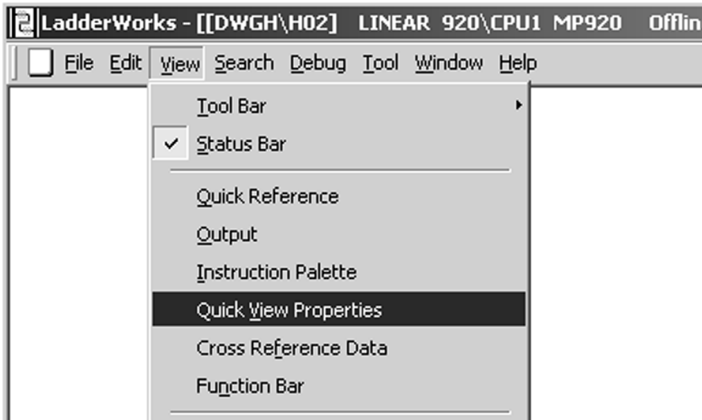 LadderWorks - [[DWGH\H02] LINEAR 920\CPU1 MP920 Offlin
File Edit View Search Debug Tool Window Help
Tool Bar
Status Bar
Quick Reference
Output
Instruction Palette
Quick View Properties
Cross Reference Data
Function Bar